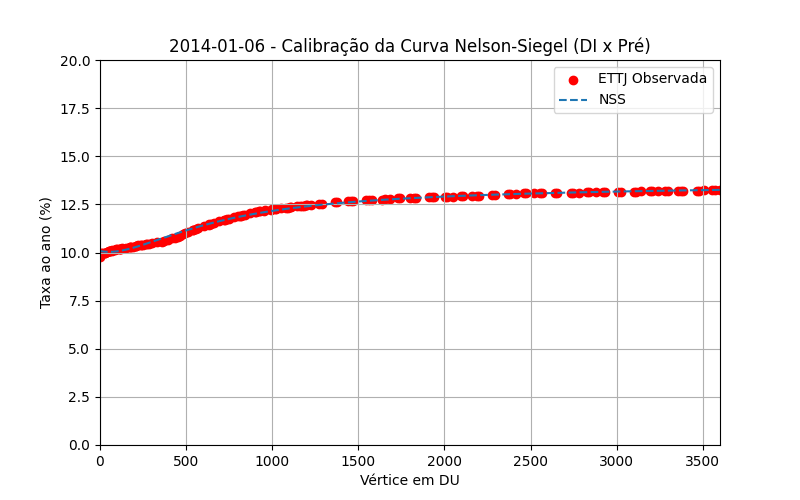 2014-01-06 - Calibração da Curva Nelson-Siegel (DI x Pré)
ETTJ Observada
NSS
Taxa ao ano (%)
20.0
17.5
15.0
12.5
10.0
7.5
5.0
2.5
0.0
0 500 1000 1500 2000 2500 3000 3500
Vértice em DU